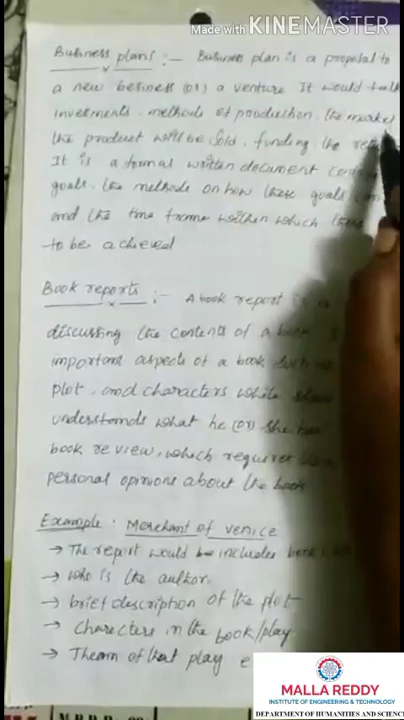 Made with KINEMASTER
Business plans :- Business plan is a proposal to
a new business (or) a venture It would talk
investments. methods of production. the market
the product will be sold. funding. the
It is a formal written document
goals. the methods on how these goals
and the time frame within which
to be achieved
Book reports :- A book report is
discussing the contents of a book
important aspects of a book such
plot. and characters while
understands what he (or) she
book review, which requires
personal opinions about the book
Example : Merchant of venice
→ The report would be includes book
→ who is the author.
→ brief description of the plot
→ characters in the book/play
→ Theam of that play e
MALLA REDDY
INSTITUTE OF ENGINEERING & TECHNOLOGY
DEPARTMENT OF HUMANITIES AND SCIENC